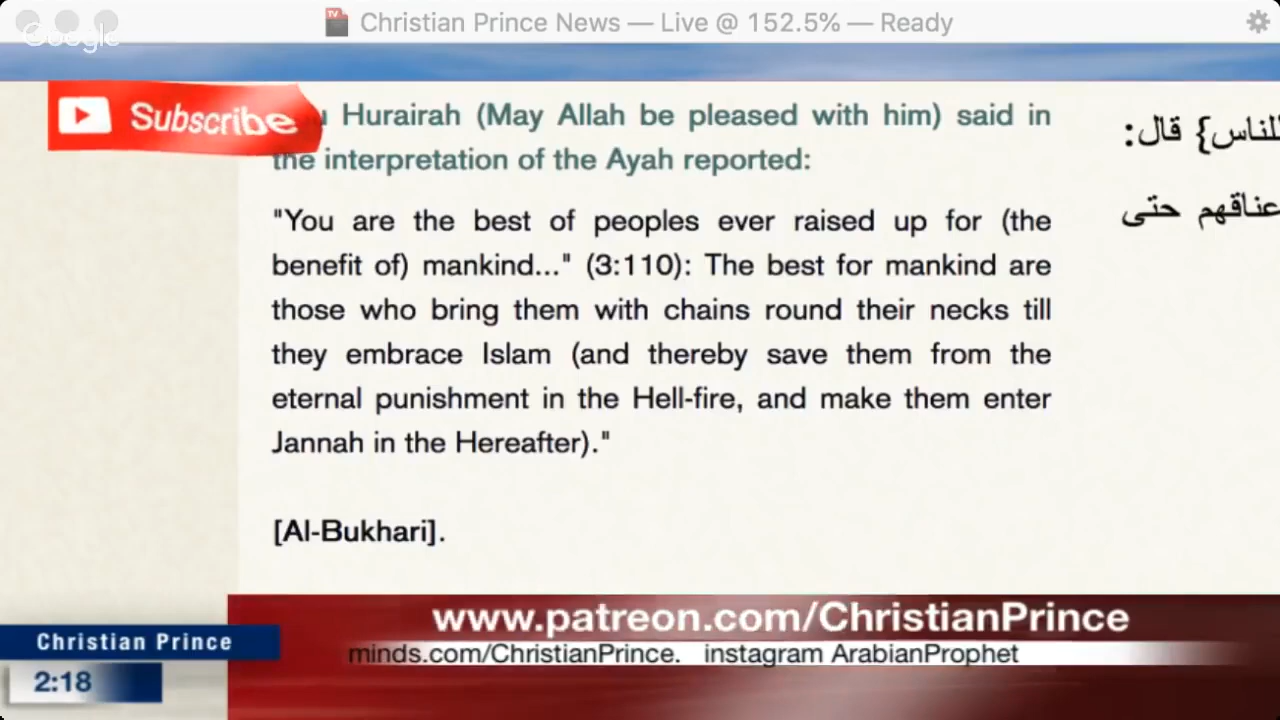 Christian Prince News — Live @ 152.5% — Ready
Google
Subscribe
Hurairah (May Allah be pleased with him) said in
the interpretation of the Ayah reported:
"You are the best of peoples ever raised up for (the
benefit of) mankind..." (3:110): The best for mankind are
those who bring them with chains round their necks till
they embrace Islam (and thereby save them from the
eternal punishment in the Hell-fire, and make them enter
Jannah in the Hereafter)."
[Al-Bukhari].
للناس} قال:
عناقهم حتى
www.patreon.com/ChristianPrince
minds.com/ChristianPrince. instagram ArabianProphet
Christian Prince
2:18